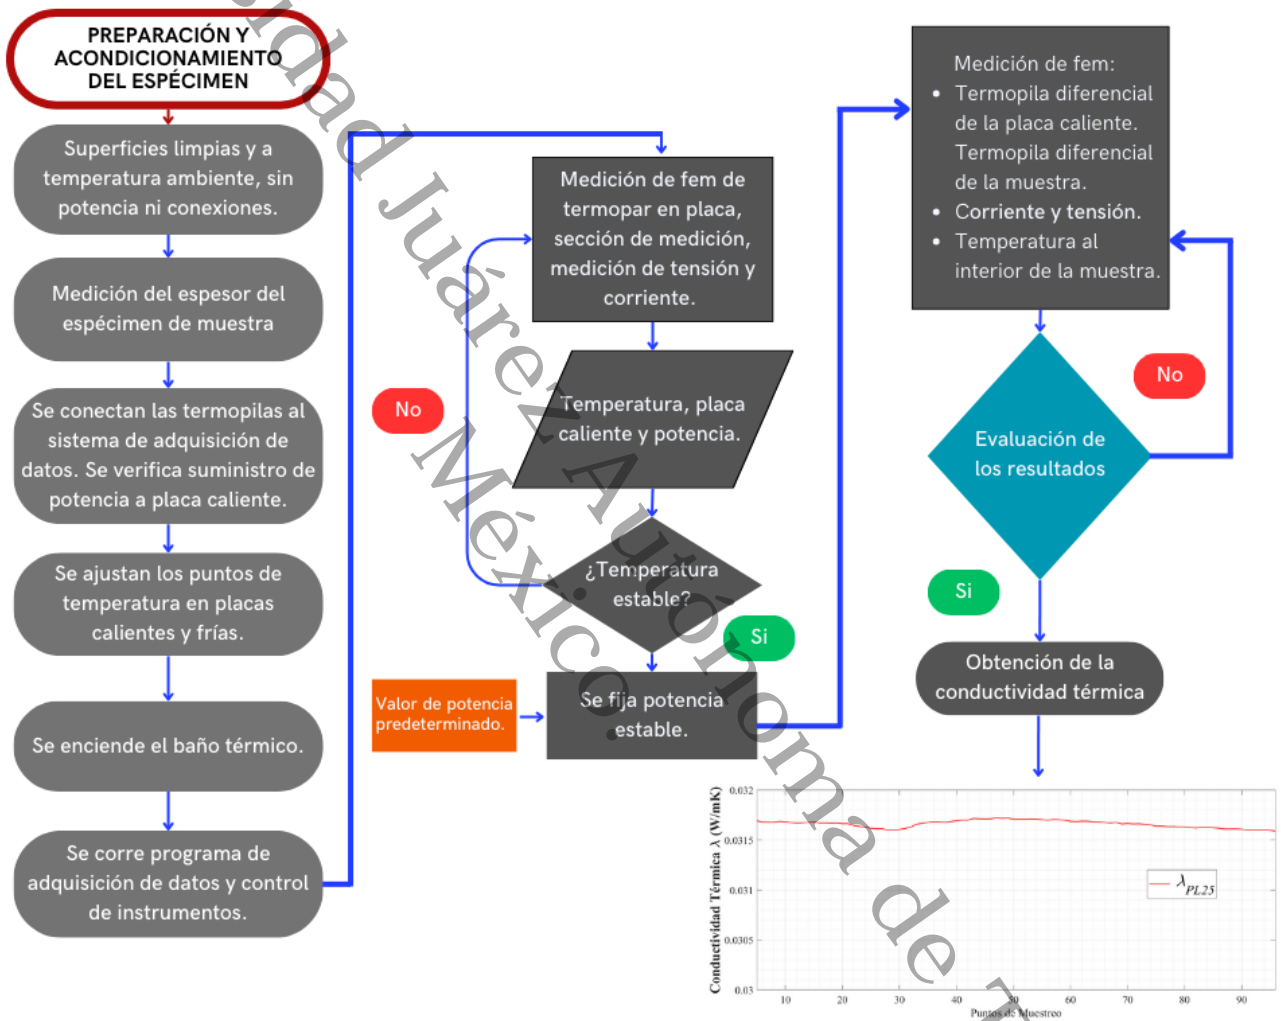 PREPARACIÓN Y
ACONDICIONAMIENTO
DEL ESPÉCIMEN
Superficies limpias y a
temperatura ambiente, sin
potencia ni conexiones.
Medición del espesor del
espécimen de muestra
Se conectan las termopilas al
sistema de adquisición de
datos. Se verifica suministro de
potencia a placa caliente.
Se ajustan los puntos de
temperatura en placas
calientes y frías.
Se enciende el baño térmico.
Se corre programa de
adquisición de datos y control
de instrumentos.
Medición de fem de
termopar en placa,
sección de medición,
medición de tensión y
corriente.
Temperatura, placa
caliente y potencia.
No
¿Temperatura
estable?
Si
Valor de potencia
predeterminado.
Se fija potencia
estable.
Medición de fem:
• Termopila diferencial
de la placa caliente.
Termopila diferencial
de la muestra.
• Corriente y tensión.
• Temperatura al
interior de la muestra.
No
Evaluación de
los resultados
Si
Obtención de la
conductividad térmica
Conductividad Térmica λ (W/mK)
0.032
0.0315
0.031
0.0305
0.03
λ PL25
10 20 30 40 50 60 70 80 90
Puntos de Muestreo
sidad Juárez Autónoma de T
México.